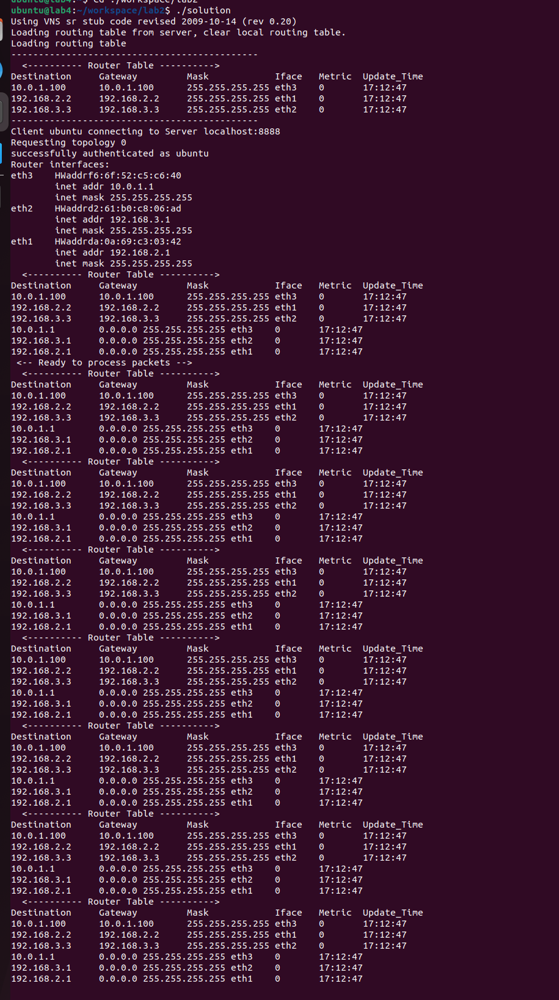 ubuntu@lab4:~$ cd ./workspace/lab2
ubuntu@lab4:~/workspace/lab2$ ./solution
Using VNS sr stub code revised 2009-10-14 (rev 0.20)
Loading routing table from server, clear local routing table.
Loading routing table
---------------------------------------------
  <---------- Router Table ---------->
Destination     Gateway         Mask            Iface   Metric  Update_Time
10.0.1.100      10.0.1.100      255.255.255.255 eth3    0       17:12:47
192.168.2.2     192.168.2.2     255.255.255.255 eth1    0       17:12:47
192.168.3.3     192.168.3.3     255.255.255.255 eth2    0       17:12:47
---------------------------------------------
Client ubuntu connecting to Server localhost:8888
Requesting topology 0
successfully authenticated as ubuntu
Router interfaces:
eth3    HWaddrf6:6f:52:c5:c6:40
        inet addr 10.0.1.1
        inet mask 255.255.255.255
eth2    HWaddrd2:61:b0:c8:06:ad
        inet addr 192.168.3.1
        inet mask 255.255.255.255
eth1    HWaddrda:0a:69:c3:03:42
        inet addr 192.168.2.1
        inet mask 255.255.255.255
  <---------- Router Table ---------->
Destination     Gateway         Mask            Iface   Metric  Update_Time
10.0.1.100      10.0.1.100      255.255.255.255 eth3    0       17:12:47
192.168.2.2     192.168.2.2     255.255.255.255 eth1    0       17:12:47
192.168.3.3     192.168.3.3     255.255.255.255 eth2    0       17:12:47
10.0.1.1        0.0.0.0 255.255.255.255 eth3    0       17:12:47
192.168.3.1     0.0.0.0 255.255.255.255 eth2    0       17:12:47
192.168.2.1     0.0.0.0 255.255.255.255 eth1    0       17:12:47
 <-- Ready to process packets -->
  <---------- Router Table ---------->
Destination     Gateway         Mask            Iface   Metric  Update_Time
10.0.1.100      10.0.1.100      255.255.255.255 eth3    0       17:12:47
192.168.2.2     192.168.2.2     255.255.255.255 eth1    0       17:12:47
192.168.3.3     192.168.3.3     255.255.255.255 eth2    0       17:12:47
10.0.1.1        0.0.0.0 255.255.255.255 eth3    0       17:12:47
192.168.3.1     0.0.0.0 255.255.255.255 eth2    0       17:12:47
192.168.2.1     0.0.0.0 255.255.255.255 eth1    0       17:12:47
  <---------- Router Table ---------->
Destination     Gateway         Mask            Iface   Metric  Update_Time
10.0.1.100      10.0.1.100      255.255.255.255 eth3    0       17:12:47
192.168.2.2     192.168.2.2     255.255.255.255 eth1    0       17:12:47
192.168.3.3     192.168.3.3     255.255.255.255 eth2    0       17:12:47
10.0.1.1        0.0.0.0 255.255.255.255 eth3    0       17:12:47
192.168.3.1     0.0.0.0 255.255.255.255 eth2    0       17:12:47
192.168.2.1     0.0.0.0 255.255.255.255 eth1    0       17:12:47
  <---------- Router Table ---------->
Destination     Gateway         Mask            Iface   Metric  Update_Time
10.0.1.100      10.0.1.100      255.255.255.255 eth3    0       17:12:47
192.168.2.2     192.168.2.2     255.255.255.255 eth1    0       17:12:47
192.168.3.3     192.168.3.3     255.255.255.255 eth2    0       17:12:47
10.0.1.1        0.0.0.0 255.255.255.255 eth3    0       17:12:47
192.168.3.1     0.0.0.0 255.255.255.255 eth2    0       17:12:47
192.168.2.1     0.0.0.0 255.255.255.255 eth1    0       17:12:47
  <---------- Router Table ---------->
Destination     Gateway         Mask            Iface   Metric  Update_Time
10.0.1.100      10.0.1.100      255.255.255.255 eth3    0       17:12:47
192.168.2.2     192.168.2.2     255.255.255.255 eth1    0       17:12:47
192.168.3.3     192.168.3.3     255.255.255.255 eth2    0       17:12:47
10.0.1.1        0.0.0.0 255.255.255.255 eth3    0       17:12:47
192.168.3.1     0.0.0.0 255.255.255.255 eth2    0       17:12:47
192.168.2.1     0.0.0.0 255.255.255.255 eth1    0       17:12:47
  <---------- Router Table ---------->
Destination     Gateway         Mask            Iface   Metric  Update_Time
10.0.1.100      10.0.1.100      255.255.255.255 eth3    0       17:12:47
192.168.2.2     192.168.2.2     255.255.255.255 eth1    0       17:12:47
192.168.3.3     192.168.3.3     255.255.255.255 eth2    0       17:12:47
10.0.1.1        0.0.0.0 255.255.255.255 eth3    0       17:12:47
192.168.3.1     0.0.0.0 255.255.255.255 eth2    0       17:12:47
192.168.2.1     0.0.0.0 255.255.255.255 eth1    0       17:12:47
  <---------- Router Table ---------->
Destination     Gateway         Mask            Iface   Metric  Update_Time
10.0.1.100      10.0.1.100      255.255.255.255 eth3    0       17:12:47
192.168.2.2     192.168.2.2     255.255.255.255 eth1    0       17:12:47
192.168.3.3     192.168.3.3     255.255.255.255 eth2    0       17:12:47
10.0.1.1        0.0.0.0 255.255.255.255 eth3    0       17:12:47
192.168.3.1     0.0.0.0 255.255.255.255 eth2    0       17:12:47
192.168.2.1     0.0.0.0 255.255.255.255 eth1    0       17:12:47
  <---------- Router Table ---------->
Destination     Gateway         Mask            Iface   Metric  Update_Time
10.0.1.100      10.0.1.100      255.255.255.255 eth3    0       17:12:47
192.168.2.2     192.168.2.2     255.255.255.255 eth1    0       17:12:47
192.168.3.3     192.168.3.3     255.255.255.255 eth2    0       17:12:47
10.0.1.1        0.0.0.0 255.255.255.255 eth3    0       17:12:47
192.168.3.1     0.0.0.0 255.255.255.255 eth2    0       17:12:47
192.168.2.1     0.0.0.0 255.255.255.255 eth1    0       17:12:47